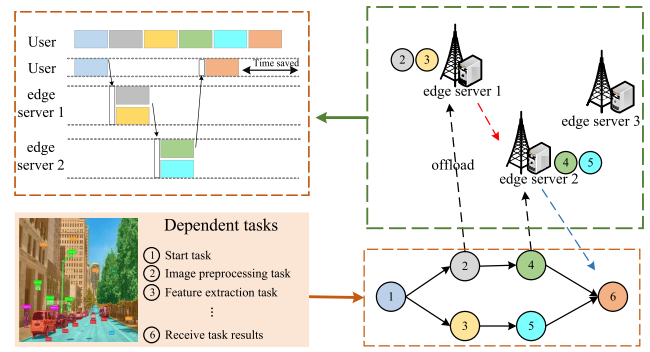 User
User
Time saved
edge
server 1
edge
server 2
2
3
edge server 1
edge server 3
offload
4
5
edge server 2
Dependent tasks
1 Start task
2 Image preprocessing task
3 Feature extraction task
⋮
6 Receive task results
1
2
4
3
5
6